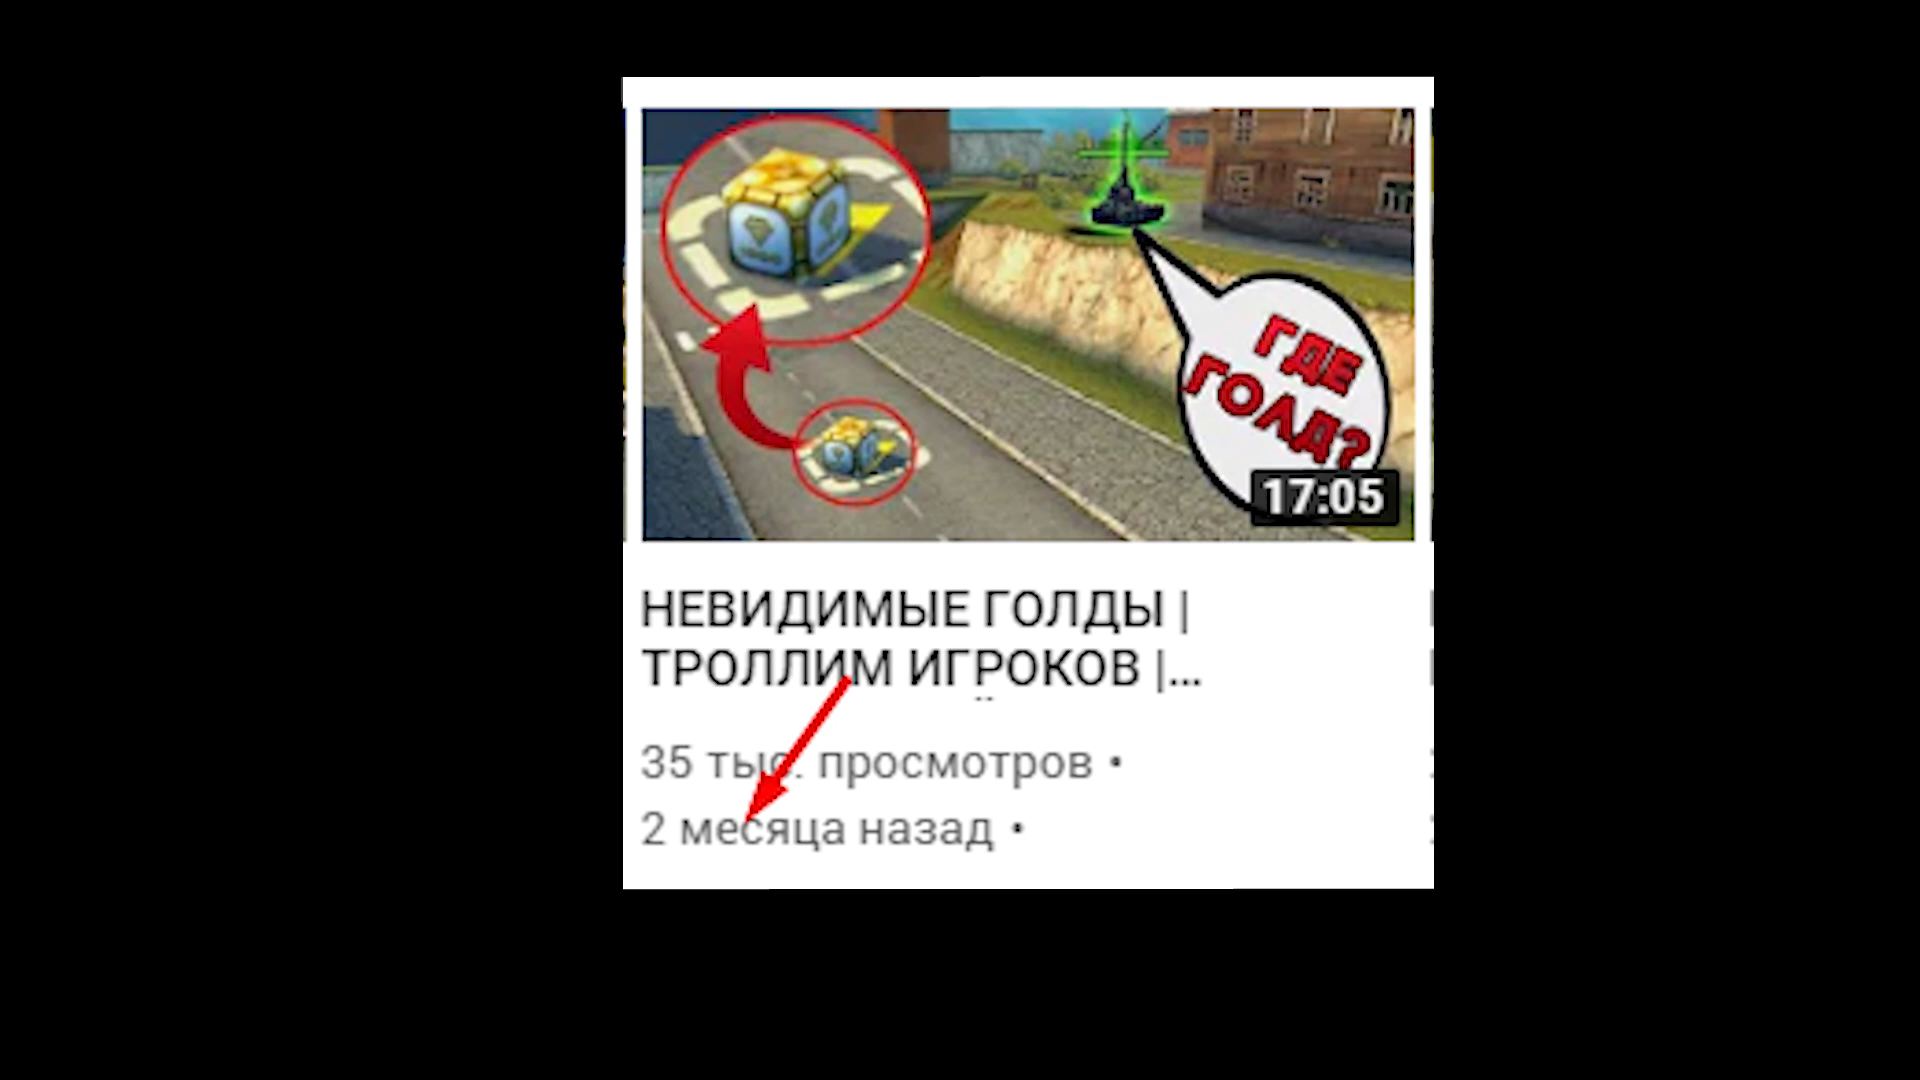 ГДЕ
ГОЛД?
17:05
НЕВИДИМЫЕ ГОЛДЫ |
ТРОЛЛИМ ИГРОКОВ |...
35 тыс. просмотров •
2 месяца назад •